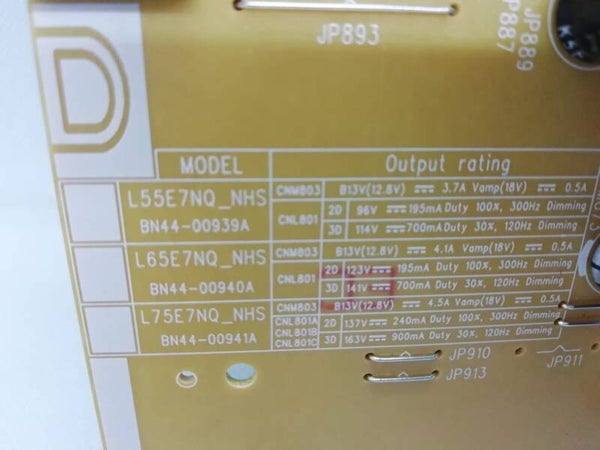 JP893
JP889
JP887
D
MODEL Output rating
L55E7NQ_NHS CNM803 B13V(12.8V) ⎓ 3.7A Vamp(18V) ⎓ 0.5A
BN44-00939A CNL801 2D 96V ⎓ 195mA Duty 100%, 300Hz Dimming
3D 114V ⎓ 700mA Duty 30%, 120Hz Dimming
L65E7NQ_NHS CNM803 B13V(12.8V) ⎓ 4.1A Vamp(18V) ⎓ 0.5A
BN44-00940A CNL801 2D 123V ⎓ 195mA Duty 100%, 300Hz Dimming
3D 141V ⎓ 700mA Duty 30%, 120Hz Dimming
L75E7NQ_NHS CNM803 B13V(12.8V) ⎓ 4.5A Vamp(18V) ⎓ 0.5A
BN44-00941A CNL801A CNL801B CNL801C 2D 137V ⎓ 240mA Duty 100%, 300Hz Dimming
3D 163V ⎓ 900mA Duty 30%, 120Hz Dimming
JP910
JP911
JP913